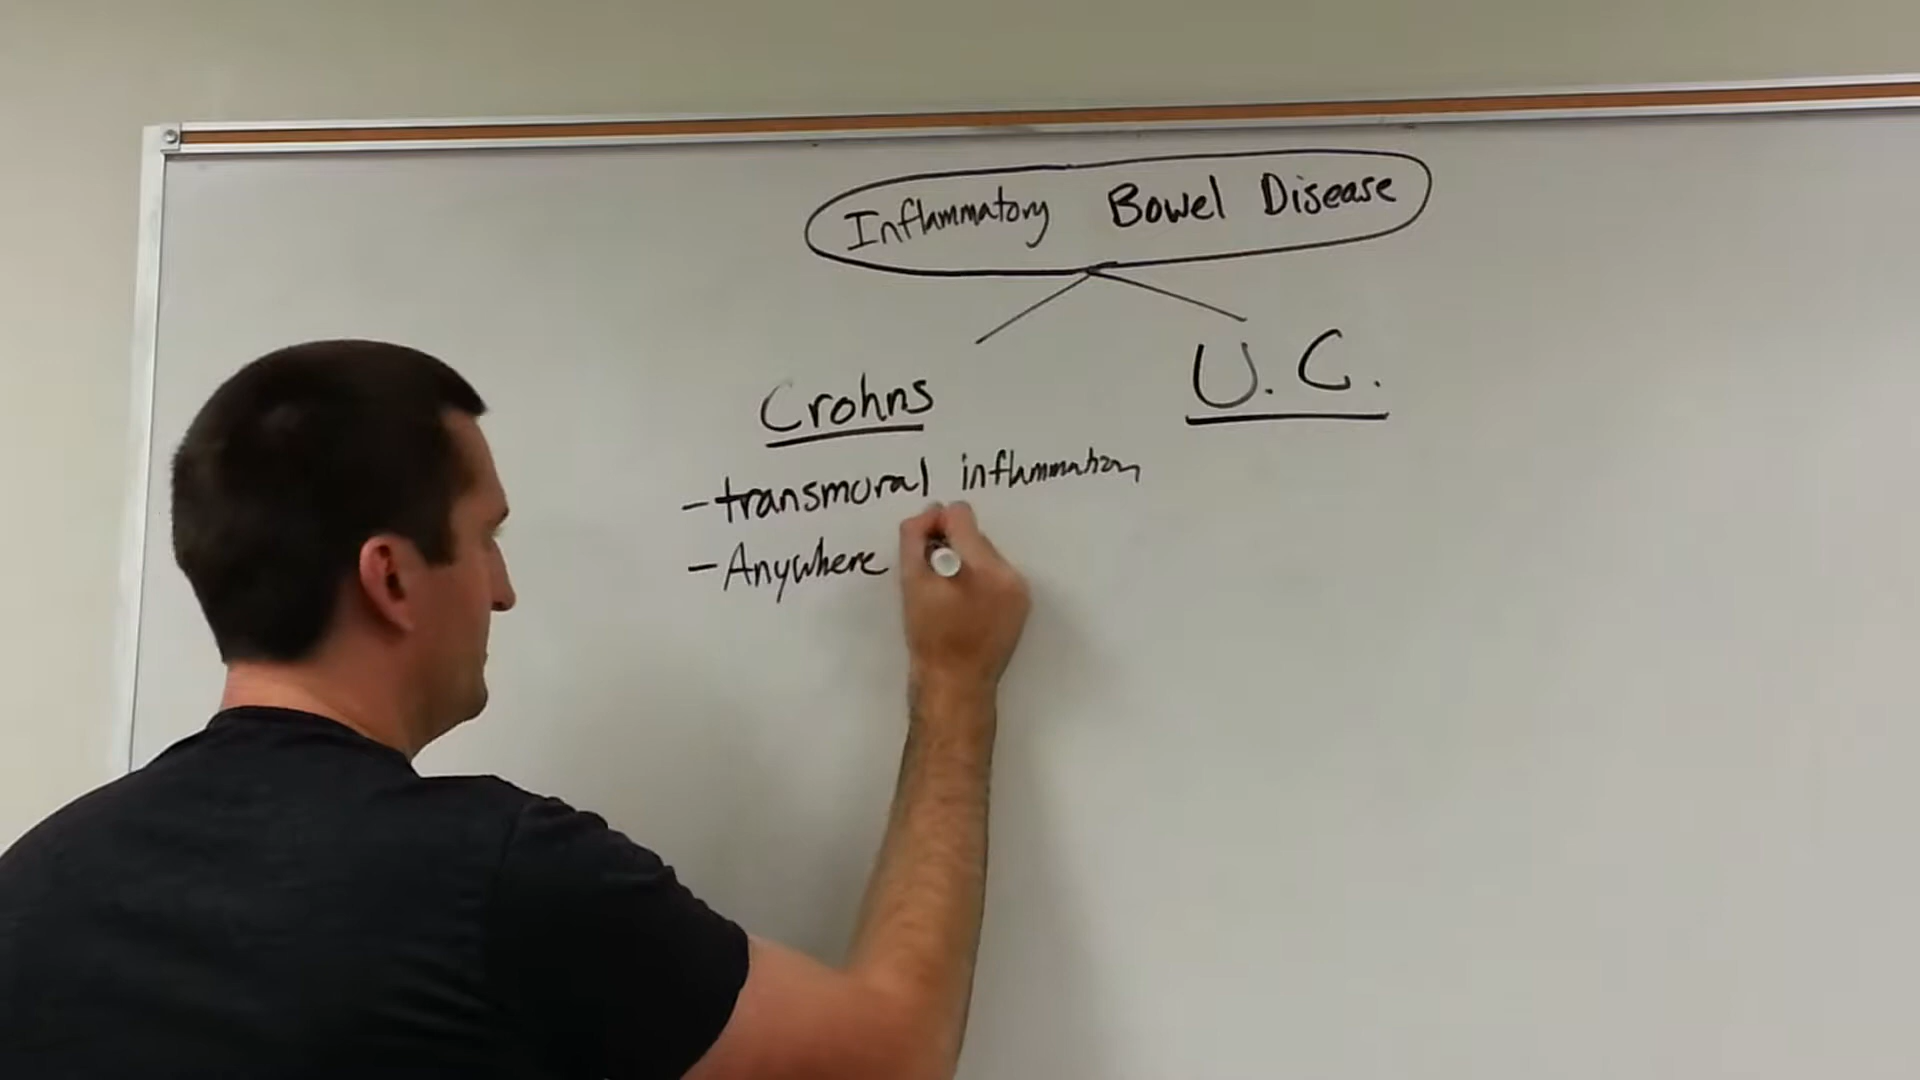 Inflammatory Bowel Disease
Crohns
U.C.
- transmural inflammation
- Anywhere